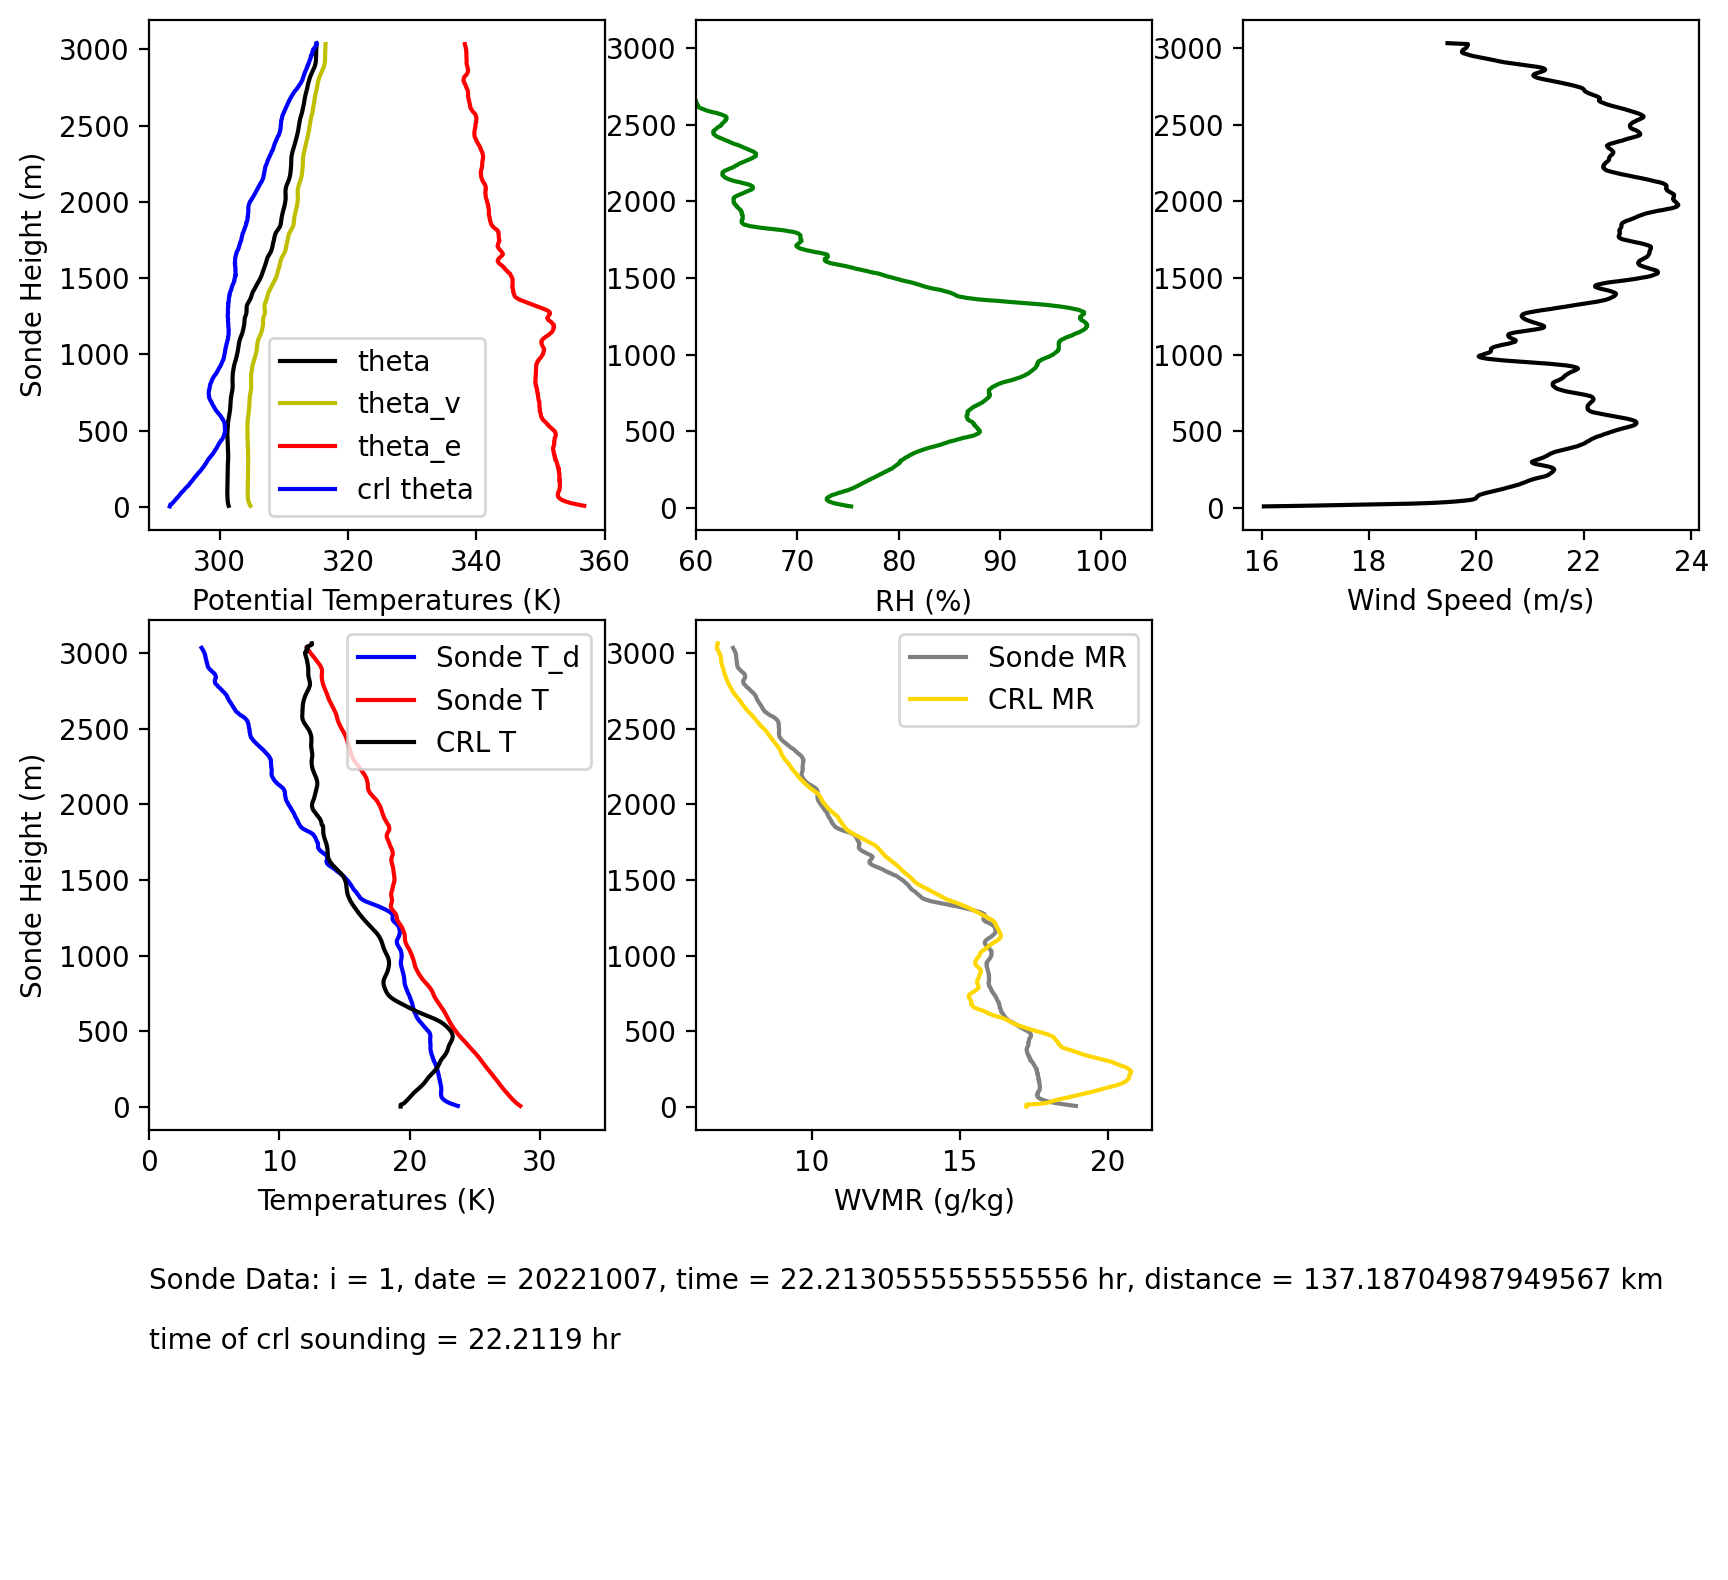 3000
2500
2000
1500
1000
500
0
Sonde Height (m)
300 320 340 360
Potential Temperatures (K)
theta
theta_v
theta_e
crl theta
3000
2500
2000
1500
1000
500
0
60 70 80 90 100
RH (%)
3000
2500
2000
1500
1000
500
0
16 18 20 22 24
Wind Speed (m/s)
3000
2500
2000
1500
1000
500
0
Sonde Height (m)
0 10 20 30
Temperatures (K)
Sonde T_d
Sonde T
CRL T
3000
2500
2000
1500
1000
500
0
10 15 20
WVMR (g/kg)
Sonde MR
CRL MR
Sonde Data: i = 1, date = 20221007, time = 22.213055555555556 hr, distance = 137.18704987949567 km
time of crl sounding = 22.2119 hr